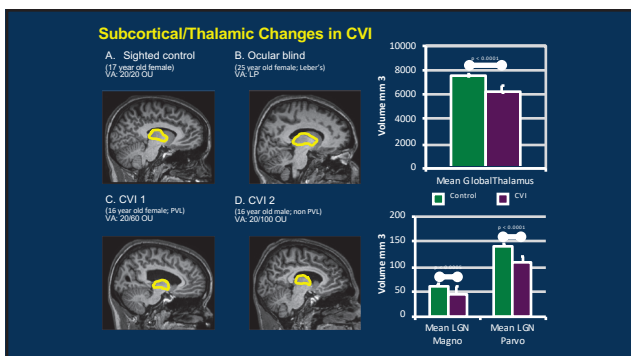 Subcortical/Thalamic Changes in CVI
A. Sighted control
(17 year old female)
VA: 20/20 OU
B. Ocular blind
(25 year old female; Leber's)
VA: LP
C. CVI 1
(16 year old female; PVL)
VA: 20/60 OU
D. CVI 2
(16 year old male; non PVL)
VA: 20/100 OU
10000
8000
6000
4000
2000
0
Volume mm 3
p < 0.0001
Mean GlobalThalamus
Control
CVI
200
150
100
50
0
Volume mm 3
p < 0.0001
Mean LGN
Magno
Mean LGN
Parvo